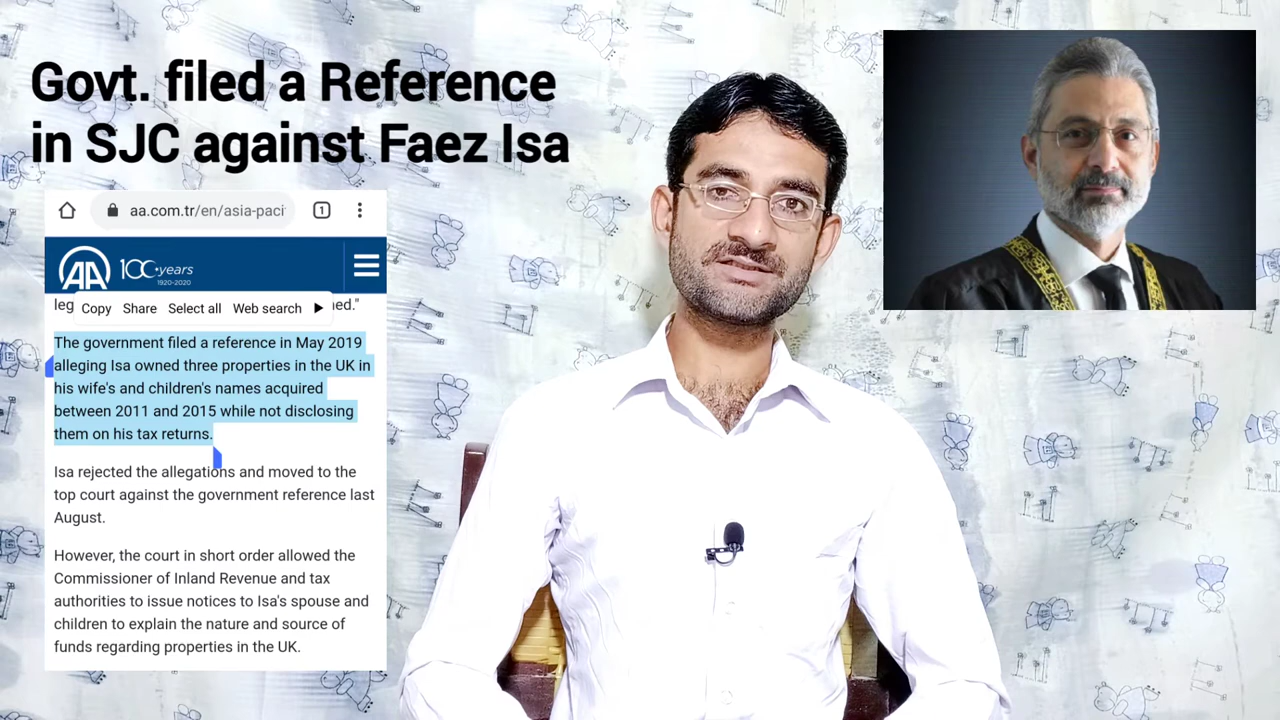 Govt. filed a Reference
in SJC against Faez Isa
aa.com.tr/en/asia-paci
1
AA 100 years
1920-2020
leg
Copy Share Select all Web search
ned."
The government filed a reference in May 2019
alleging Isa owned three properties in the UK in
his wife's and children's names acquired
between 2011 and 2015 while not disclosing
them on his tax returns.
Isa rejected the allegations and moved to the
top court against the government reference last
August.
However, the court in short order allowed the
Commissioner of Inland Revenue and tax
authorities to issue notices to Isa's spouse and
children to explain the nature and source of
funds regarding properties in the UK.